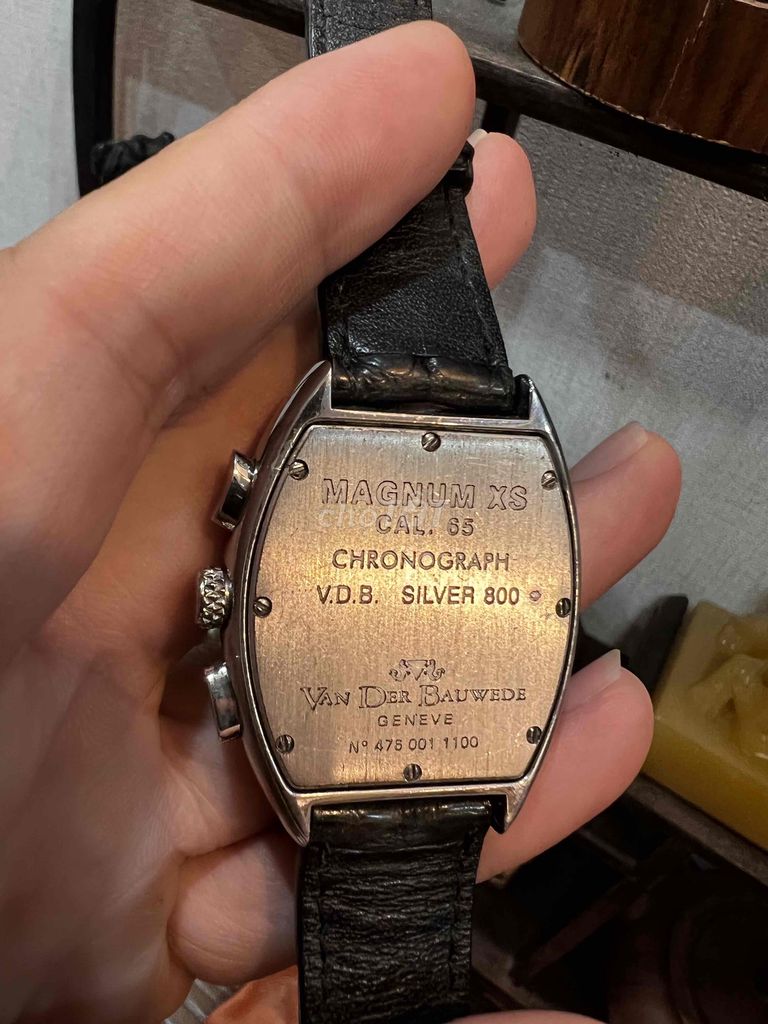 MAGNUM XS
CAL. 65
CHRONOGRAPH
V.D.B. SILVER 800
VAN DER BAUWEDE
GENEVE
Nº 475 001 1100